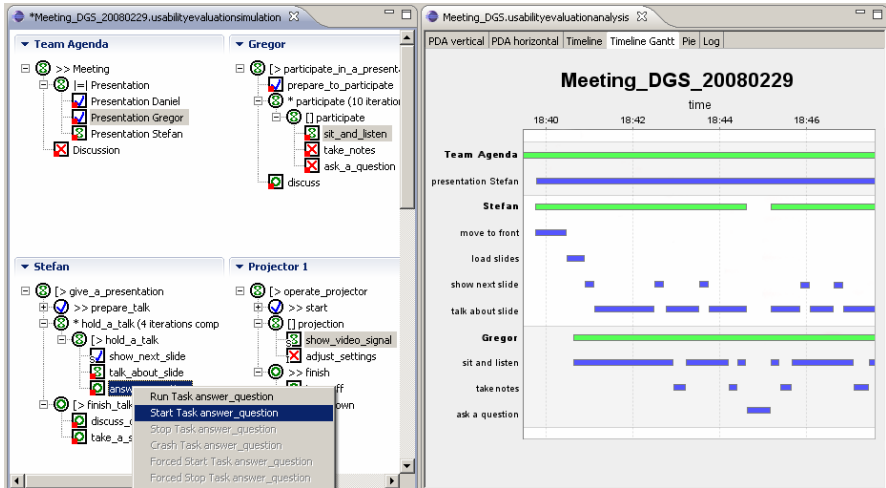 *Meeting_DGS_20080229.usabilityevaluationsimulation
Team Agenda
>> Meeting
|=| Presentation
Presentation Daniel
Presentation Gregor
Presentation Stefan
Discussion
Gregor
[> participate_in_a_present
prepare_to_participate
* participate (10 iteratior
[] participate
sit_and_listen
take_notes
ask_a_question
discuss
Stefan
[> give_a_presentation
>> prepare_talk
* hold_a_talk (4 iterations comp
[> hold_a_talk
show_next_slide
talk_about_slide
answ
[> finish_talk
discuss_
take_a_s
Projector 1
[> operate_projector
>> start
[] projection
show_video_signal
adjust_settings
>> finish
Run Task answer_question
Start Task answer_question
Stop Task answer_question
Crash Task answer_question
Forced Start Task answer_question
Forced Stop Task answer_question
Meeting_DGS.usabilityevaluationanalysis
PDA vertical PDA horizontal Timeline Timeline Gantt Pie Log
Meeting_DGS_20080229
time
18:40 18:42 18:44 18:46
Team Agenda
presentation Stefan
Stefan
move to front
load slides
show next slide
talk about slide
Gregor
sit and listen
take notes
ask a question